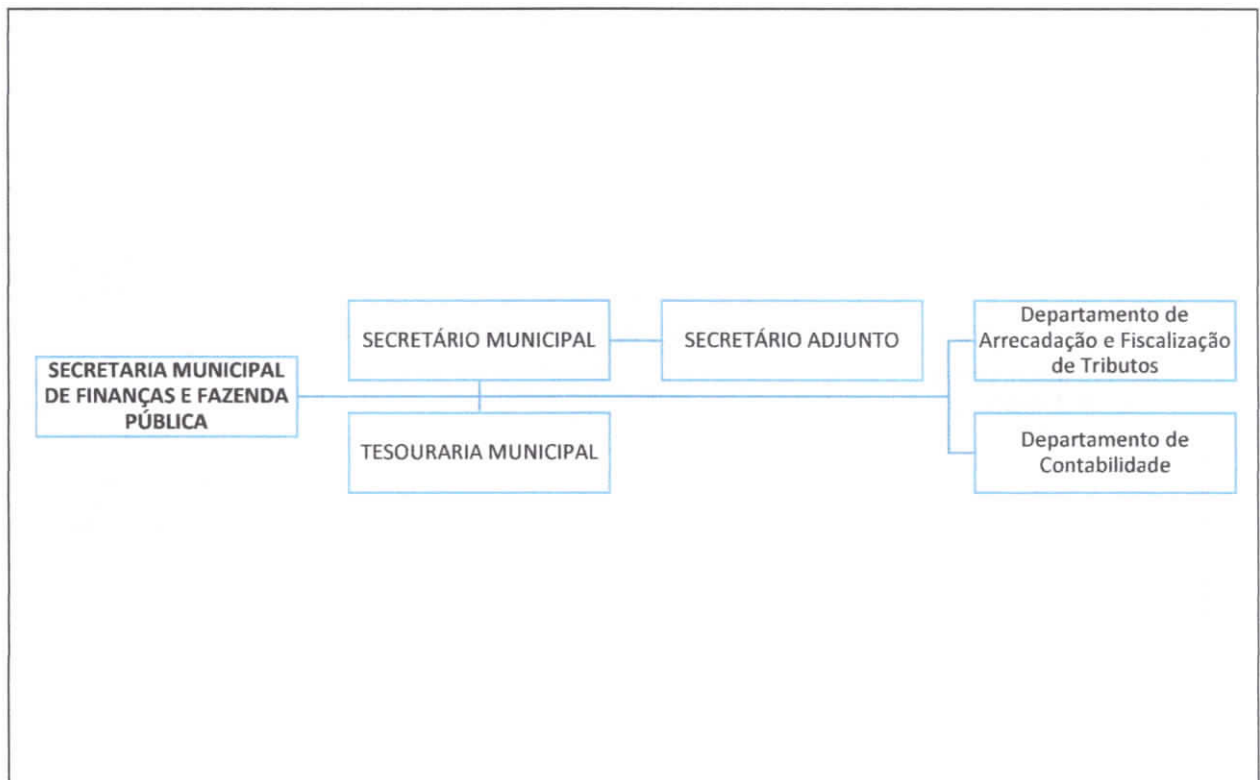 SECRETARIA MUNICIPAL
DE FINANÇAS E FAZENDA
PÚBLICA
SECRETÁRIO MUNICIPAL
SECRETÁRIO ADJUNTO
TESOURARIA MUNICIPAL
Departamento de
Arrecadação e Fiscalização
de Tributos
Departamento de
Contabilidade